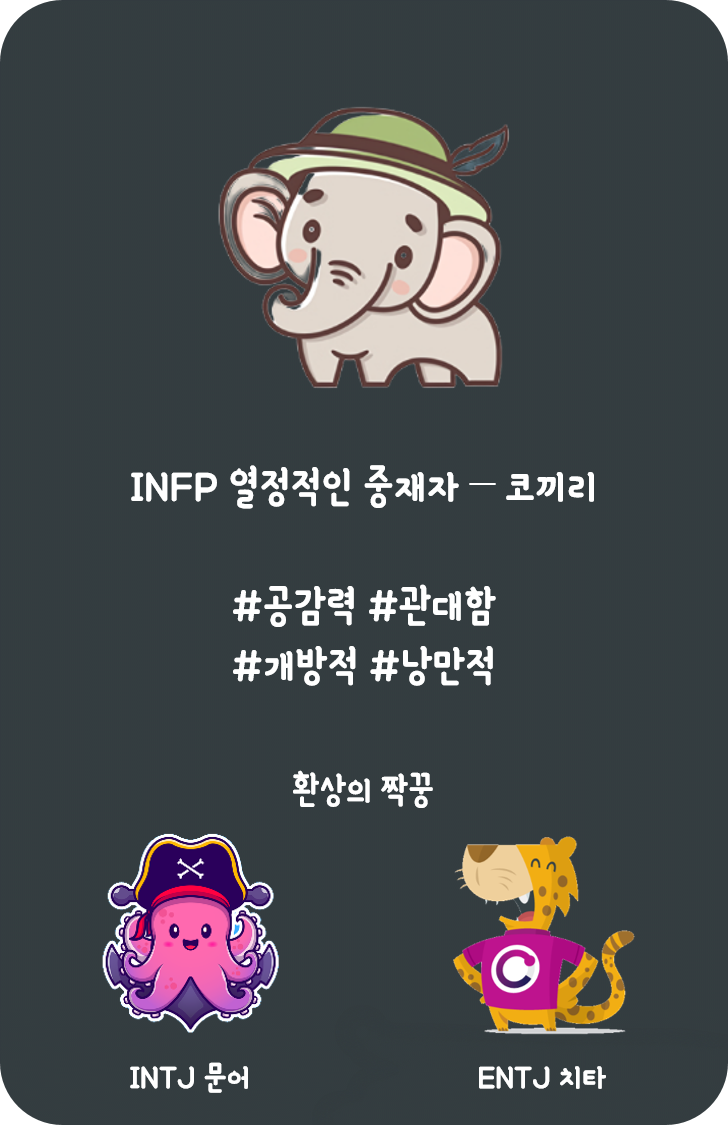 INFP 열정적인 중재자 – 코끼리
#공감력 #관대함
#개방적 #낭만적
환상의 짝꿍
INTJ 문어
ENTJ 치타